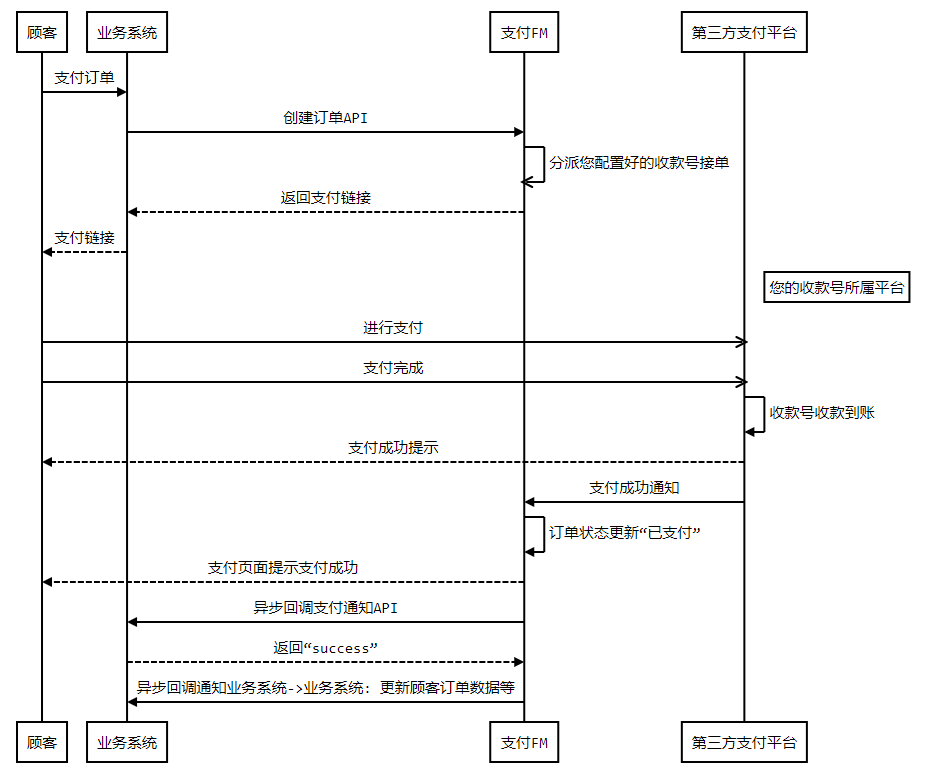 顾客
业务系统
支付FM
第三方支付平台
支付订单
创建订单API
分派您配置好的收款号接单
返回支付链接
支付链接
您的收款号所属平台
进行支付
支付完成
收款号收款到账
支付成功提示
支付成功通知
订单状态更新“已支付”
支付页面提示支付成功
异步回调支付通知API
返回“success”
异步回调通知业务系统->业务系统: 更新顾客订单数据等
顾客
业务系统
支付FM
第三方支付平台